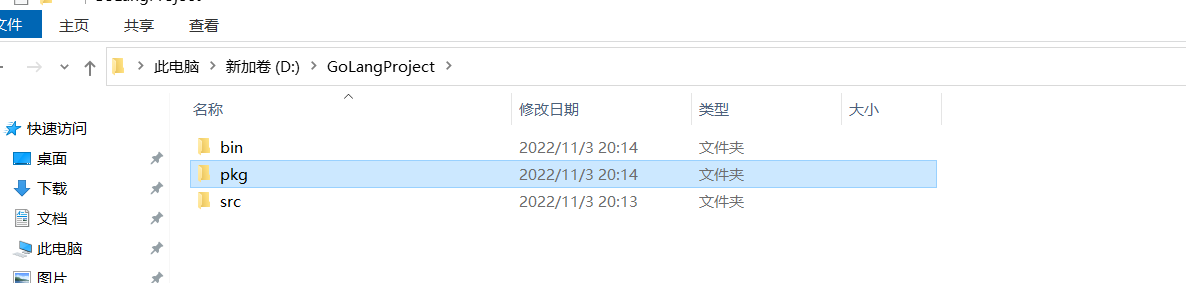 GoLangProject
文件 主页 共享 查看
此电脑 新加卷 (D:) GoLangProject
名称 修改日期 类型 大小
快速访问
bin 2022/11/3 20:14 文件夹
桌面
pkg 2022/11/3 20:14 文件夹
下载
src 2022/11/3 20:13 文件夹
文档
此电脑
图片